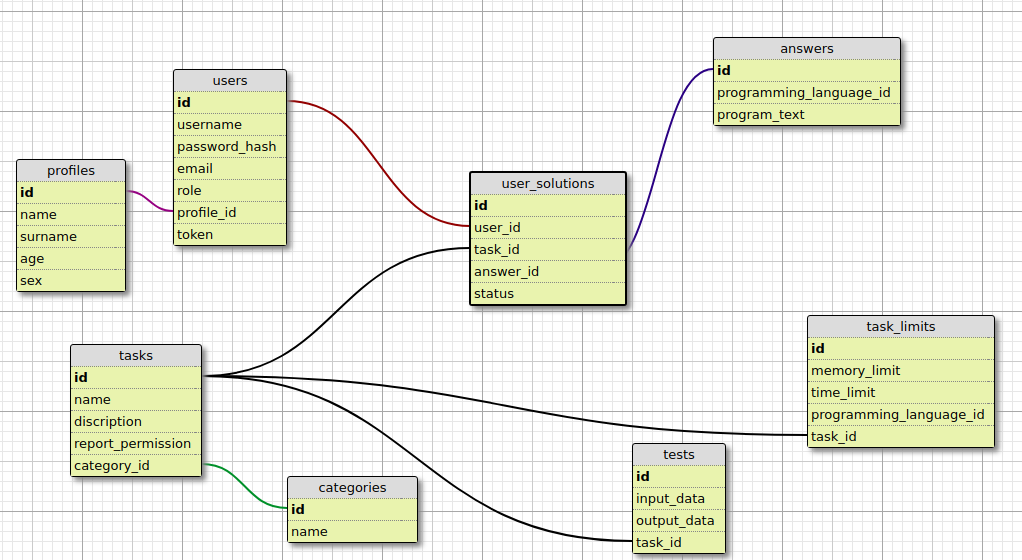 answers
id
programming_language_id
program_text
users
id
username
password_hash
email
role
profile_id
token
profiles
id
name
surname
age
sex
user_solutions
id
user_id
task_id
answer_id
status
task_limits
id
memory_limit
time_limit
programming_language_id
task_id
tasks
id
name
discription
report_permission
category_id
tests
id
input_data
output_data
task_id
categories
id
name